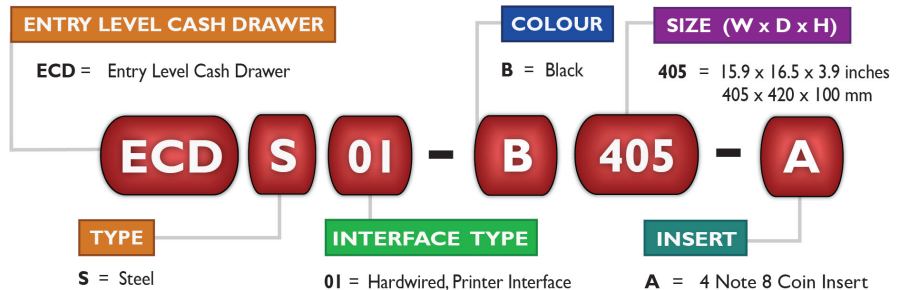 ENTRY LEVEL CASH DRAWER
ECD = Entry Level Cash Drawer
COLOUR
B = Black
SIZE (W x D x H)
405 = 15.9 x 16.5 x 3.9 inches
405 x 420 x 100 mm
ECD S 01 - B 405 - A
TYPE
S = Steel
INTERFACE TYPE
01 = Hardwired, Printer Interface
INSERT
A = 4 Note 8 Coin Insert